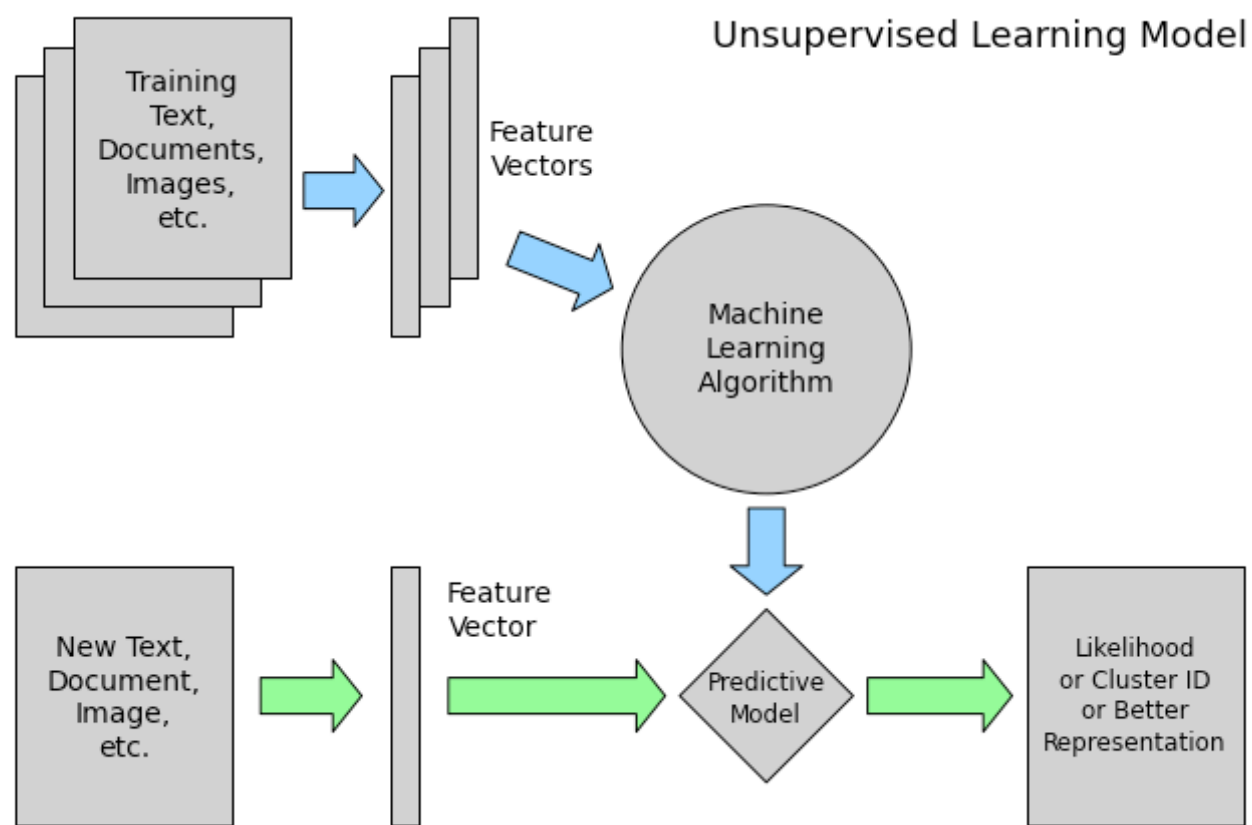 Unsupervised Learning Model
Training
Text,
Documents,
Images,
etc.
Feature
Vectors
Machine
Learning
Algorithm
New Text,
Document,
Image,
etc.
Feature
Vector
Predictive
Model
Likelihood
or Cluster ID
or Better
Representation